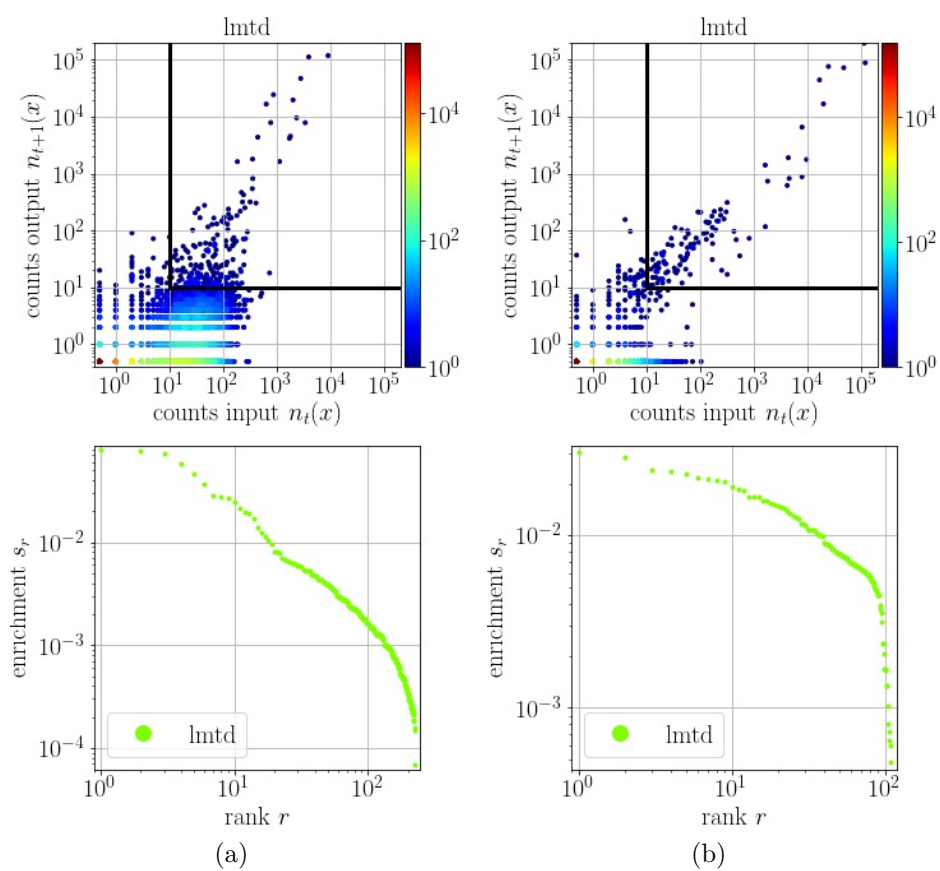 lmtd
lmtd
counts output $n_{t+1}(x)$
10^5
10^4
10^3
10^2
10^1
10^0
10^0 10^1 10^2 10^3 10^4 10^5
counts input $n_t(x)$
10^4
10^2
10^0
counts output $n_{t+1}(x)$
10^5
10^4
10^3
10^2
10^1
10^0
10^0 10^1 10^2 10^3 10^4 10^5
counts input $n_t(x)$
10^4
10^2
10^0
enrichment $s_r$
10^{-2}
10^{-3}
10^{-4}
lmtd
10^0 10^1 10^2
rank $r$
(a)
enrichment $s_r$
10^{-2}
10^{-3}
lmtd
10^0 10^1 10^2
rank $r$
(b)